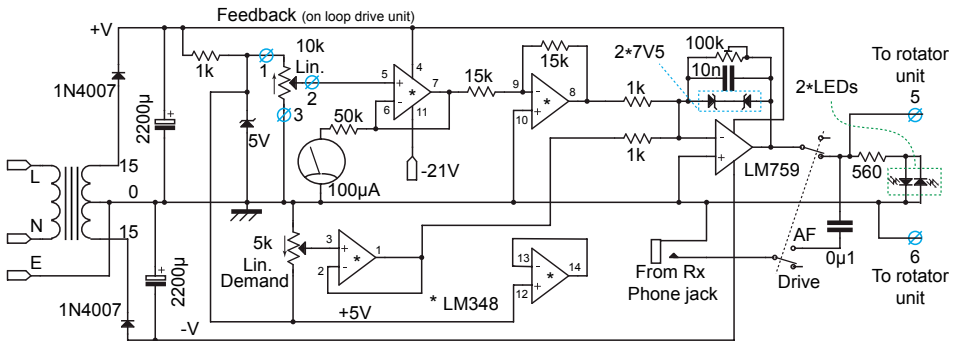 Feedback (on loop drive unit)
+V
10k
Lin.
1k
1
2
3
1N4007
2200µ
+
5V
50k
100µA
5
6
+
-
*
4
7
11
-21V
15k
15k
9
10
-
+
*
8
2*7V5
100k
10n
1k
1k
-
+
LM759
To rotator
unit
5
2*LEDs
560
L
N
E
15
0
15
1N4007
2200µ
+
-V
5k
Lin.
Demand
3
2
+
-
*
1
* LM348
+5V
13
12
-
+
*
14
From Rx
Phone jack
AF
Drive
0µ1
6
To rotator
unit